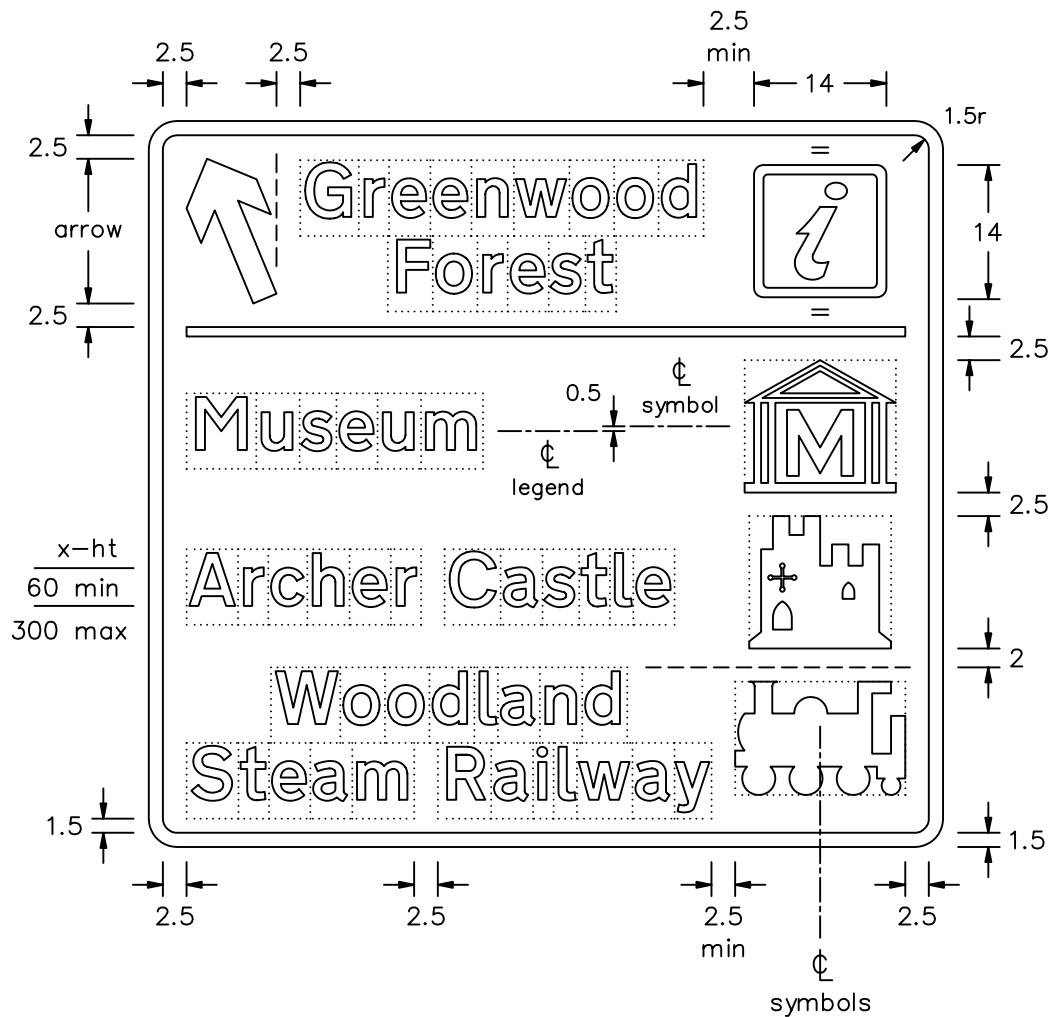 2.5
min
2.5
2.5
14
1.5r
2.5
=
Greenwood
i
arrow
14
Forest
2.5
=
2.5
℄
0.5
symbol
Museum
M
℄
legend
2.5
x-ht
60 min
Archer Castle
300 max
2
Woodland
Steam Railway
1.5
1.5
2.5
2.5
2.5
min
2.5
℄
symbols